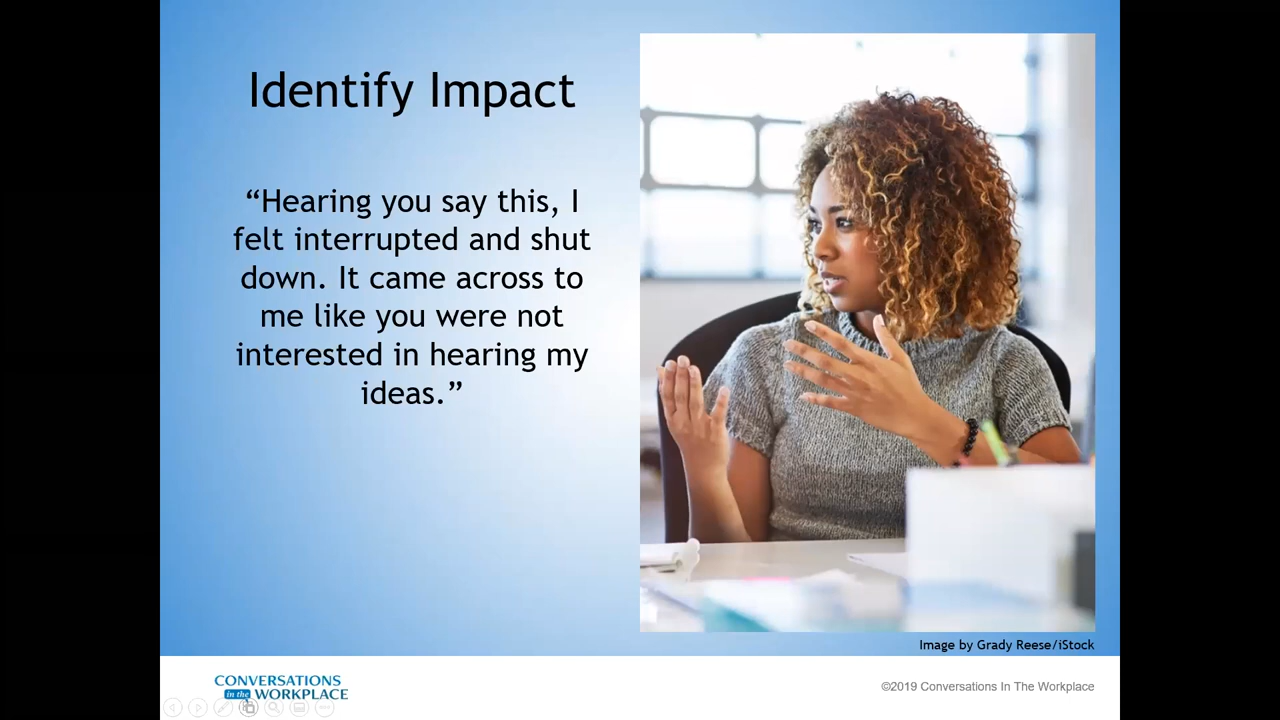 Identify Impact
“Hearing you say this, I
felt interrupted and shut
down. It came across to
me like you were not
interested in hearing my
ideas.”
Image by Grady Reese/iStock
CONVERSATIONS
in the WORKPLACE
©2019 Conversations In The Workplace